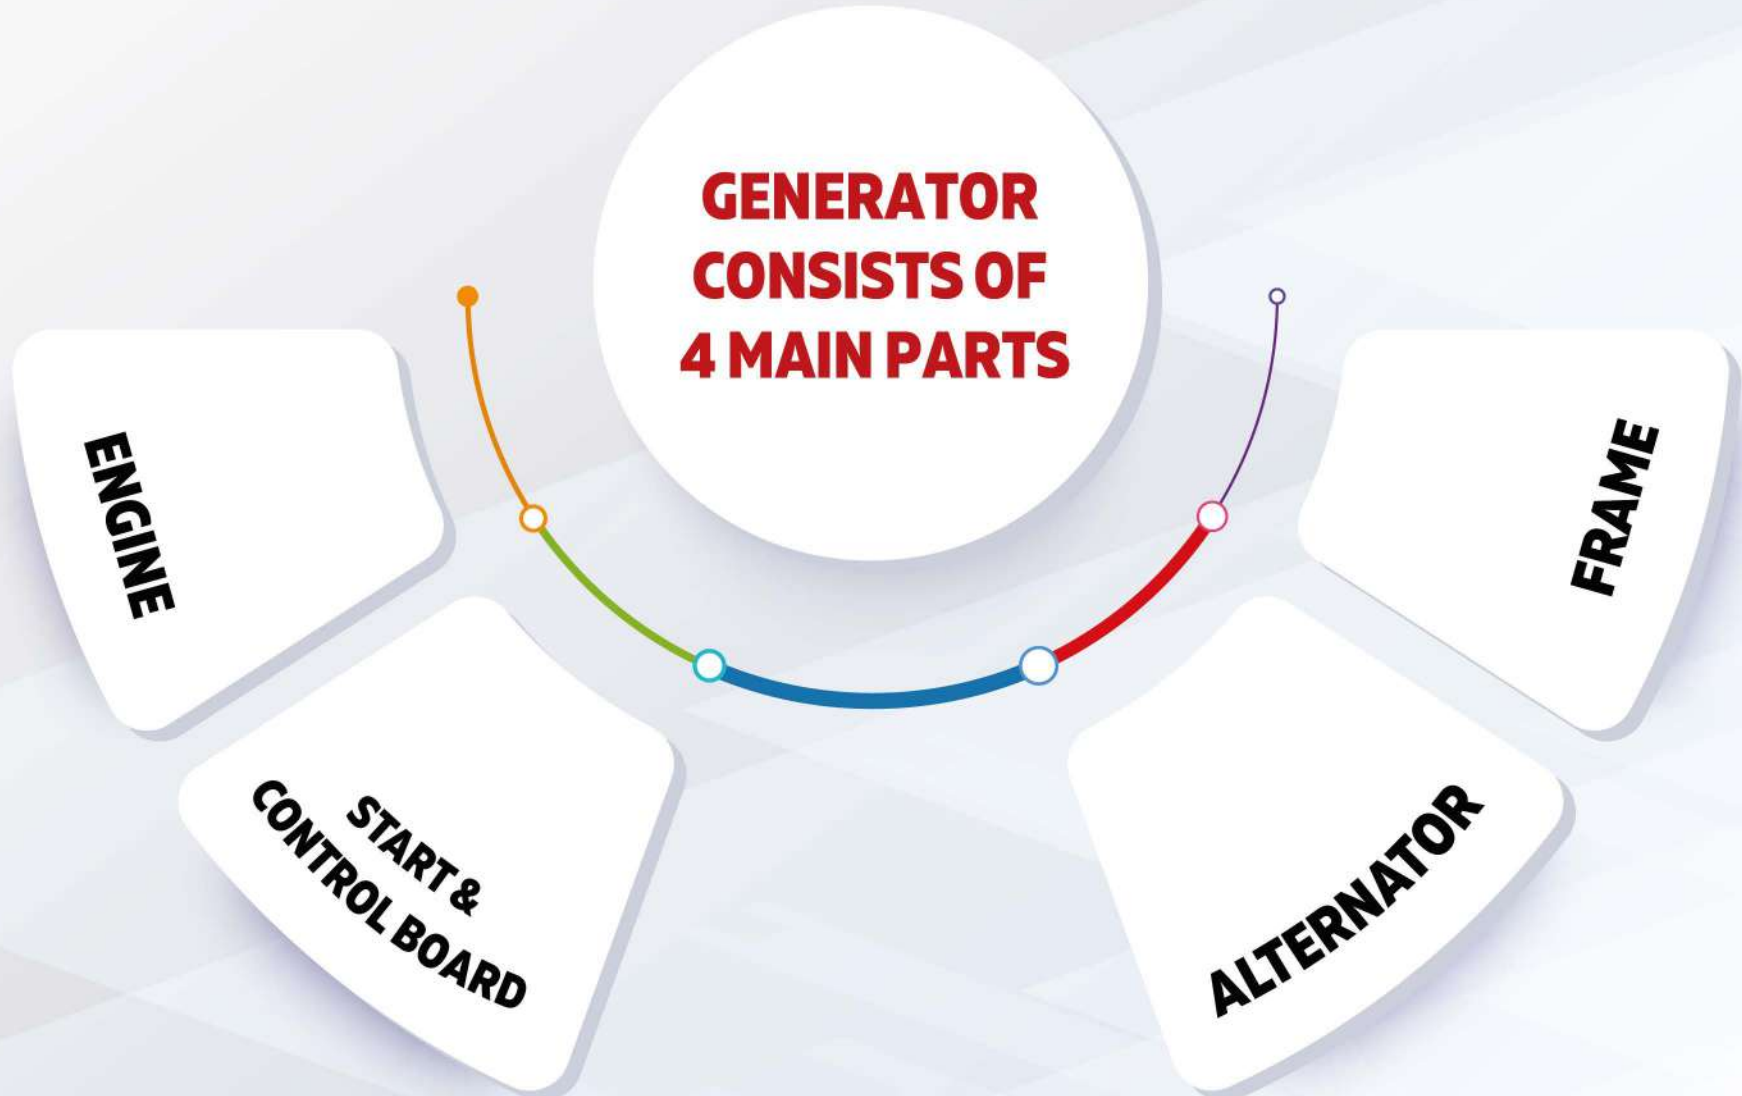 GENERATOR
CONSISTS OF
4 MAIN PARTS
ENGINE
START &
CONTROL BOARD
ALTERNATOR
FRAME